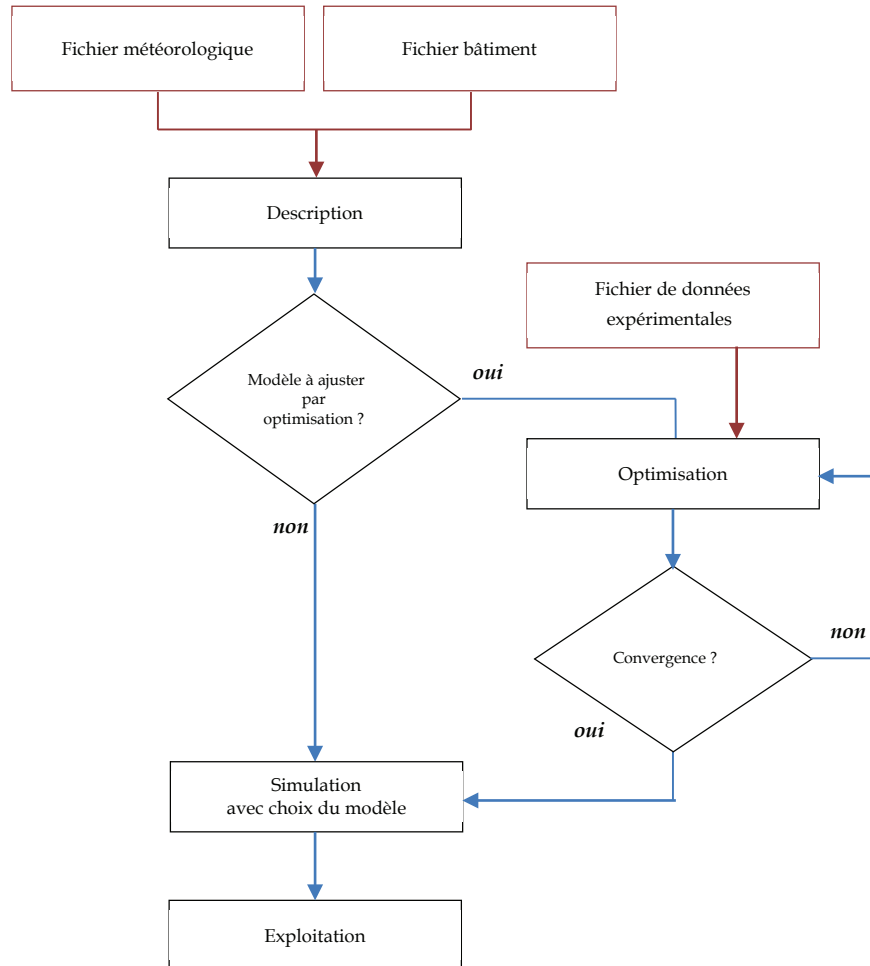 Fichier météorologique
Fichier bâtiment
Description
Fichier de données
expérimentales
Modèle à ajuster
par
optimisation ?
oui
Optimisation
non
Convergence ?
non
oui
Simulation
avec choix du modèle
Exploitation